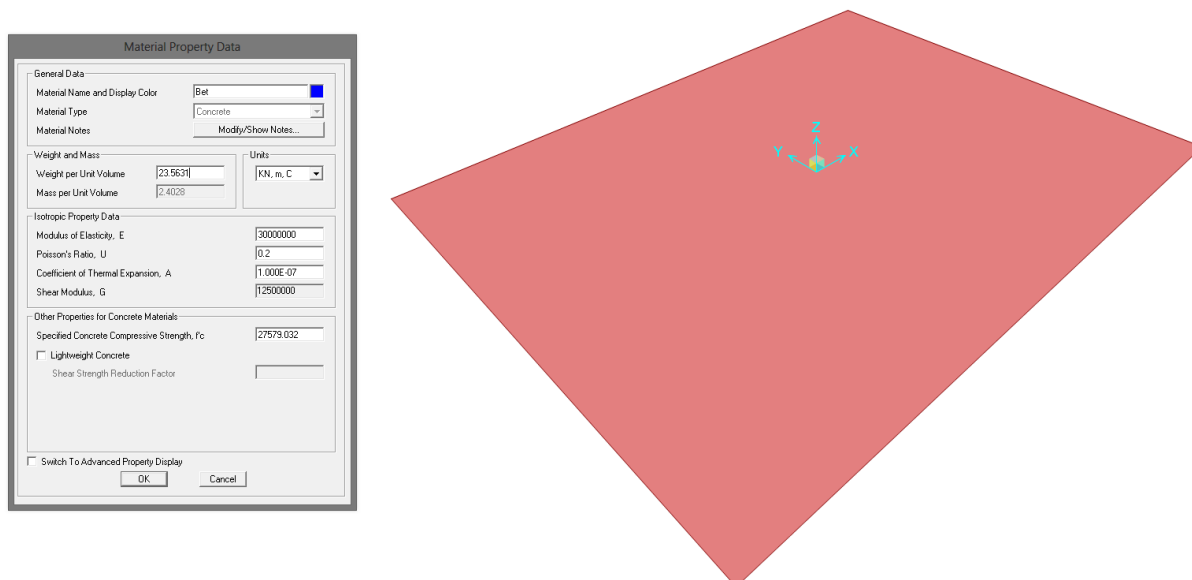 Material Property Data
General Data
Material Name and Display Color Bet
Material Type Concrete
Material Notes Modify/Show Notes...
Weight and Mass
Weight per Unit Volume 23.5631
Mass per Unit Volume 2.4028
Units
KN, m, C
Isotropic Property Data
Modulus of Elasticity, E 30000000
Poisson's Ratio, U 0.2
Coefficient of Thermal Expansion, A 1.000E-07
Shear Modulus, G 12500000
Other Properties for Concrete Materials
Specified Concrete Compressive Strength, f'c 27579.032
Lightweight Concrete
Shear Strength Reduction Factor
Switch To Advanced Property Display
OK Cancel
Z
Y X